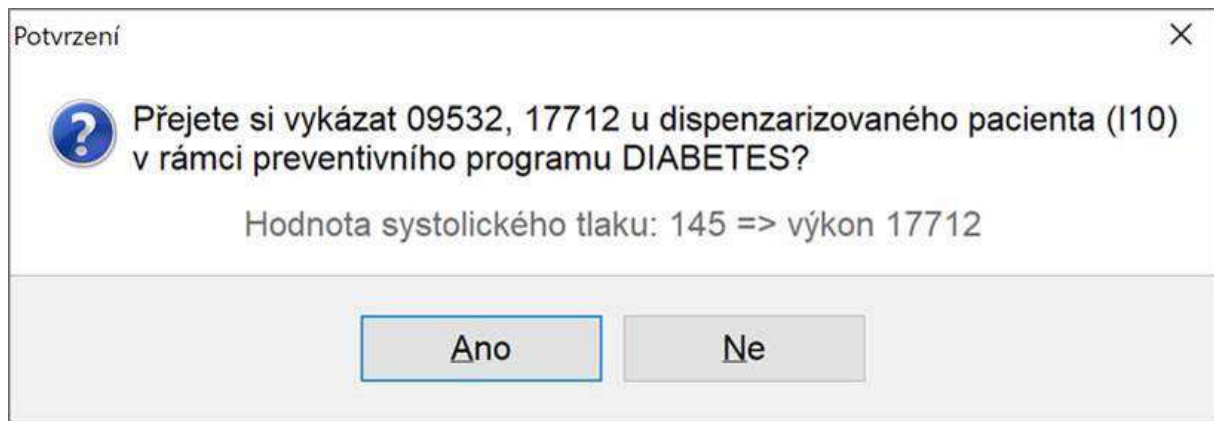 Potvrzení
Přejete si vykázat 09532, 17712 u dispenzarizovaného pacienta (I10)
v rámci preventivního programu DIABETES?
Hodnota systolického tlaku: 145 => výkon 17712
Ano
Ne